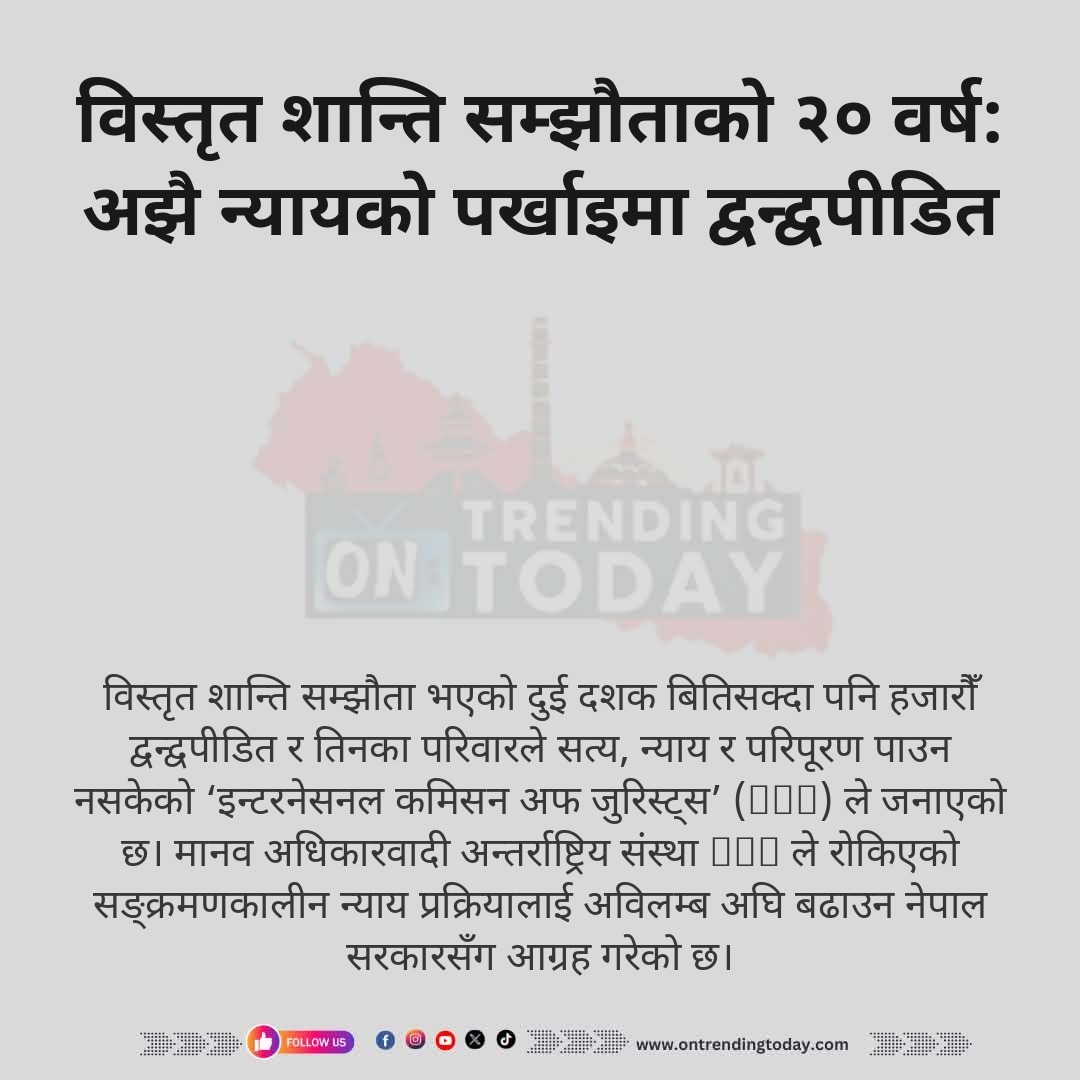 विस्तृत शान्ति सम्झौताको २० वर्ष:
अझै न्यायको पर्खाइमा द्वन्द्वपीडित
ON
TRENDING
TODAY
विस्तृत शान्ति सम्झौता भएको दुई दशक बितिसक्दा पनि हजारौँ
द्वन्द्वपीडित र तिनका परिवारले सत्य, न्याय र परिपूरण पाउन
नसकेको ‘इन्टरनेसनल कमिसन अफ जुरिस्ट्स’ (▯▯▯) ले जनाएको
छ। मानव अधिकारवादी अन्तर्राष्ट्रिय संस्था ▯▯▯ ले रोकिएको
सङ्क्रमणकालीन न्याय प्रक्रियालाई अविलम्ब अघि बढाउन नेपाल
सरकारसँग आग्रह गरेको छ।
FOLLOW US
www.ontrendingtoday.com